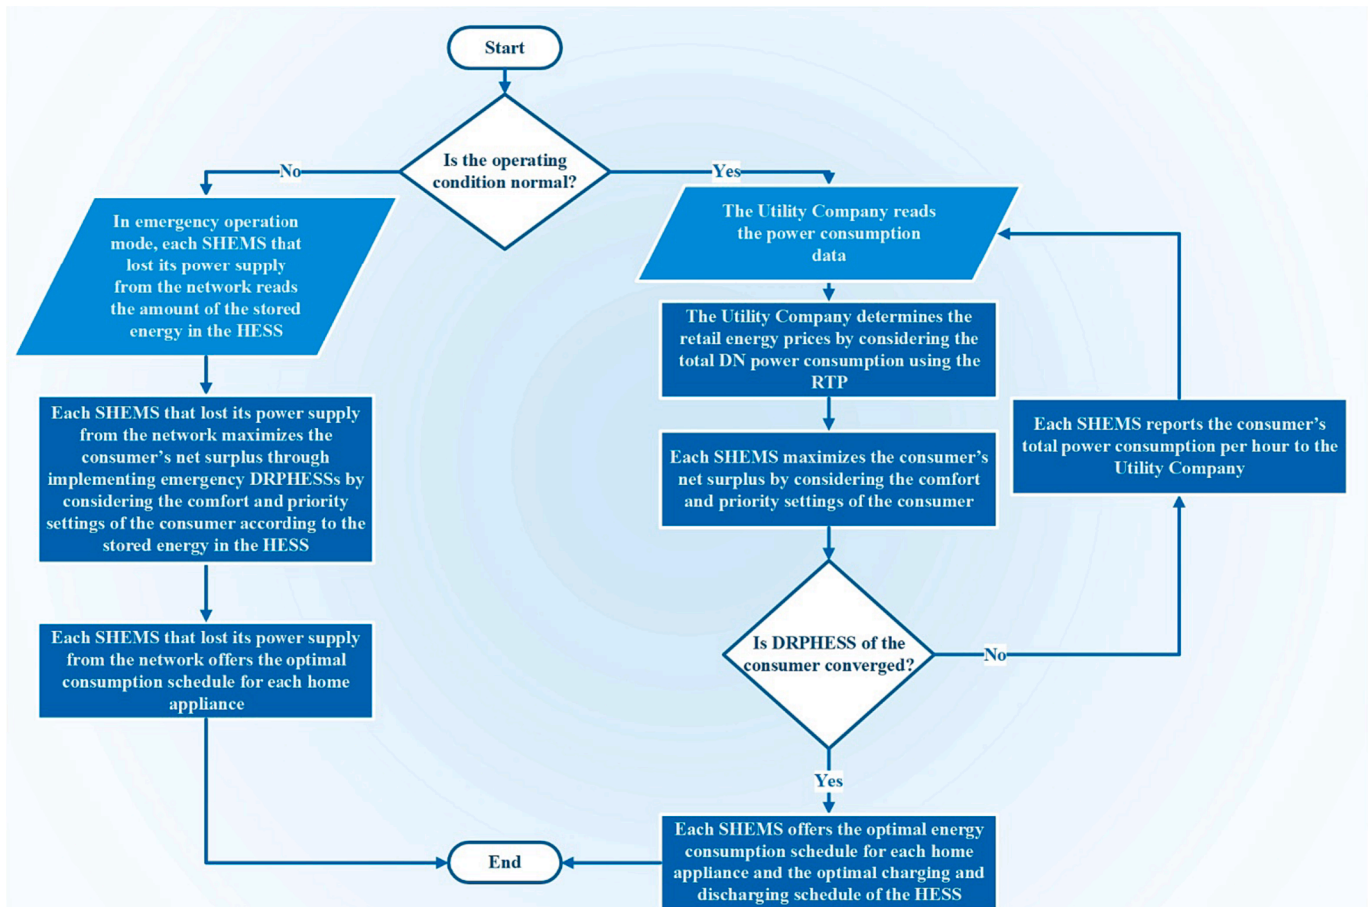 Start
Is the operating
condition normal?
No
Yes
In emergency operation
mode, each SHEMS that
lost its power supply
from the network reads
the amount of the stored
energy in the HESS
Each SHEMS that lost its power supply
from the network maximizes the
consumer's net surplus through
implementing emergency DRPHESSs by
considering the comfort and priority
settings of the consumer according to the
stored energy in the HESS
Each SHEMS that lost its power supply
from the network offers the optimal
consumption schedule for each home
appliance
The Utility Company reads
the power consumption
data
The Utility Company determines the
retail energy prices by considering the
total DN power consumption using the
RTP
Each SHEMS maximizes the consumer's
net surplus by considering the comfort
and priority settings of the consumer
Is DRPHESS of the
consumer converged?
No
Each SHEMS reports the consumer's
total power consumption per hour to the
Utility Company
Yes
Each SHEMS offers the optimal energy
consumption schedule for each home
appliance and the optimal charging and
discharging schedule of the HESS
End